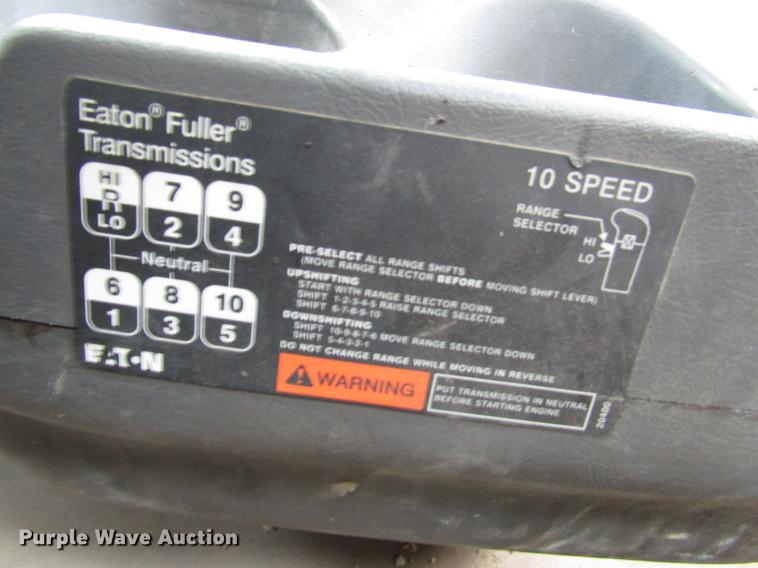 Eaton® Fuller®
Transmissions
HI
R
LO
7
2
9
4
Neutral
6
1
8
3
10
5
EATON
10 SPEED
RANGE
SELECTOR
HI
LO
PRE-SELECT ALL RANGE SHIFTS
(MOVE RANGE SELECTOR BEFORE MOVING SHIFT LEVER)
UPSHIFTING
START WITH RANGE SELECTOR DOWN
SHIFT 1-2-3-4-5 RAISE RANGE SELECTOR
SHIFT 6-7-8-9-10
DOWNSHIFTING
SHIFT 10-9-8-7-6 MOVE RANGE SELECTOR DOWN
SHIFT 5-4-3-2-1
DO NOT CHANGE RANGE WHILE MOVING IN REVERSE
WARNING
PUT TRANSMISSION IN NEUTRAL
BEFORE STARTING ENGINE
20400
Purple Wave Auction